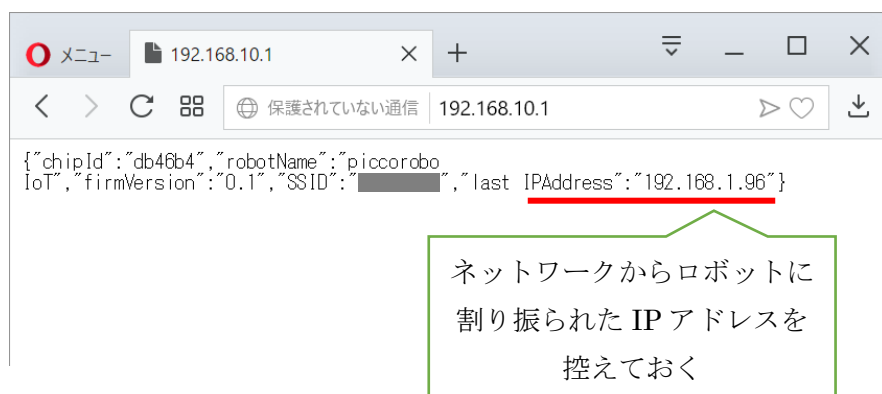 メニュー
192.168.10.1
保護されていない通信
192.168.10.1
{"chipId":"db46b4","robotName":"piccorobo
IoT","firmVersion":"0.1","SSID":"","last IPAddress":"192.168.1.96"}
ネットワークからロボットに
割り振られた IP アドレスを
控えておく